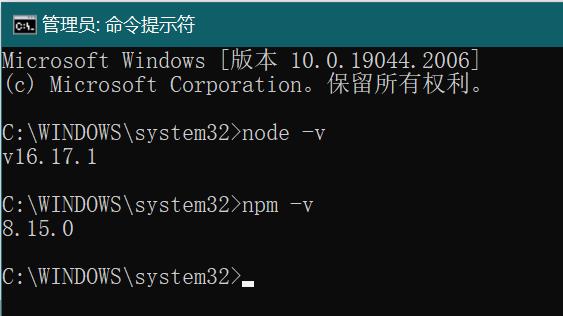 管理员: 命令提示符
Microsoft Windows [版本 10.0.19044.2006]
(c) Microsoft Corporation。保留所有权利。
C:\WINDOWS\system32>node -v
v16.17.1
C:\WINDOWS\system32>npm -v
8.15.0
C:\WINDOWS\system32>